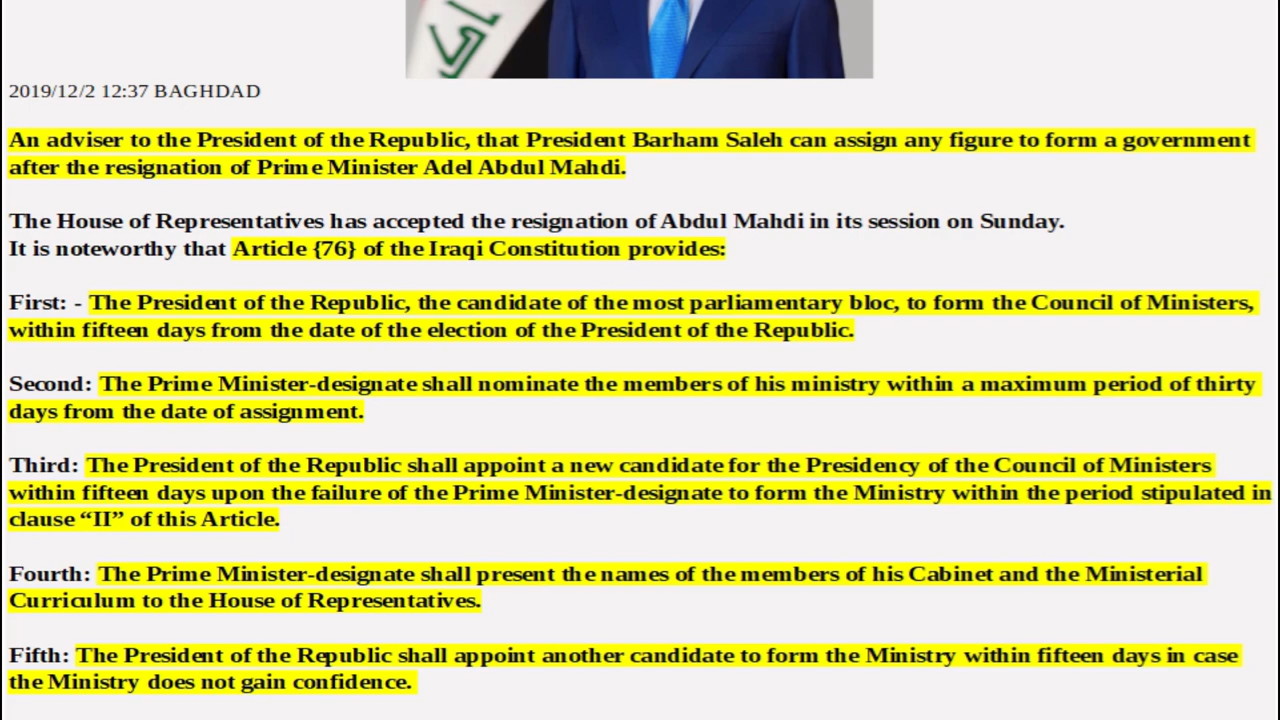 2019/12/2 12:37 BAGHDAD
An adviser to the President of the Republic, that President Barham Saleh can assign any figure to form a government
after the resignation of Prime Minister Adel Abdul Mahdi.
The House of Representatives has accepted the resignation of Abdul Mahdi in its session on Sunday.
It is noteworthy that Article {76} of the Iraqi Constitution provides:
First: - The President of the Republic, the candidate of the most parliamentary bloc, to form the Council of Ministers,
within fifteen days from the date of the election of the President of the Republic.
Second: The Prime Minister-designate shall nominate the members of his ministry within a maximum period of thirty
days from the date of assignment.
Third: The President of the Republic shall appoint a new candidate for the Presidency of the Council of Ministers
within fifteen days upon the failure of the Prime Minister-designate to form the Ministry within the period stipulated in
clause “II” of this Article.
Fourth: The Prime Minister-designate shall present the names of the members of his Cabinet and the Ministerial
Curriculum to the House of Representatives.
Fifth: The President of the Republic shall appoint another candidate to form the Ministry within fifteen days in case
the Ministry does not gain confidence.